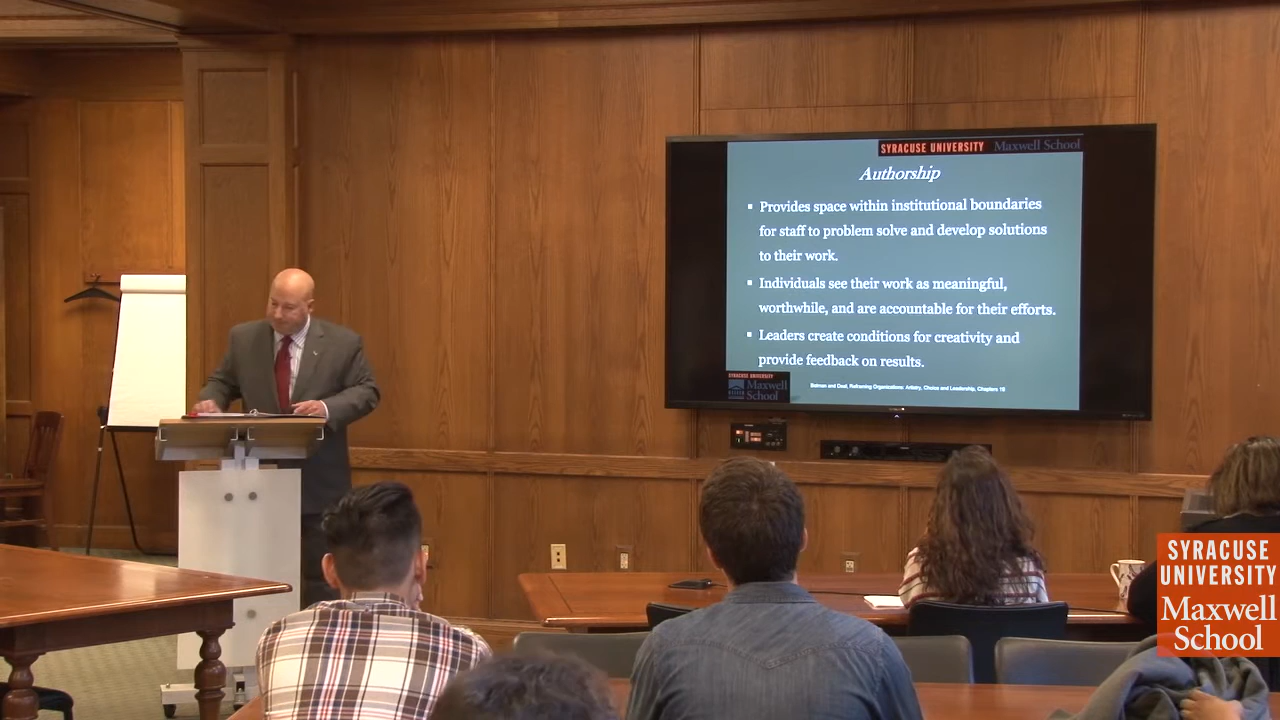 SYRACUSE UNIVERSITY Maxwell School
Authorship
▪ Provides space within institutional boundaries
for staff to problem solve and develop solutions
to their work.
▪ Individuals see their work as meaningful,
worthwhile, and are accountable for their efforts.
▪ Leaders create conditions for creativity and
provide feedback on results.
SYRACUSE UNIVERSITY
Maxwell
School
Bolman and Deal, Reframing Organizations: Artistry, Choice and Leadership, Chapters 18
SYRACUSE
UNIVERSITY
Maxwell
School